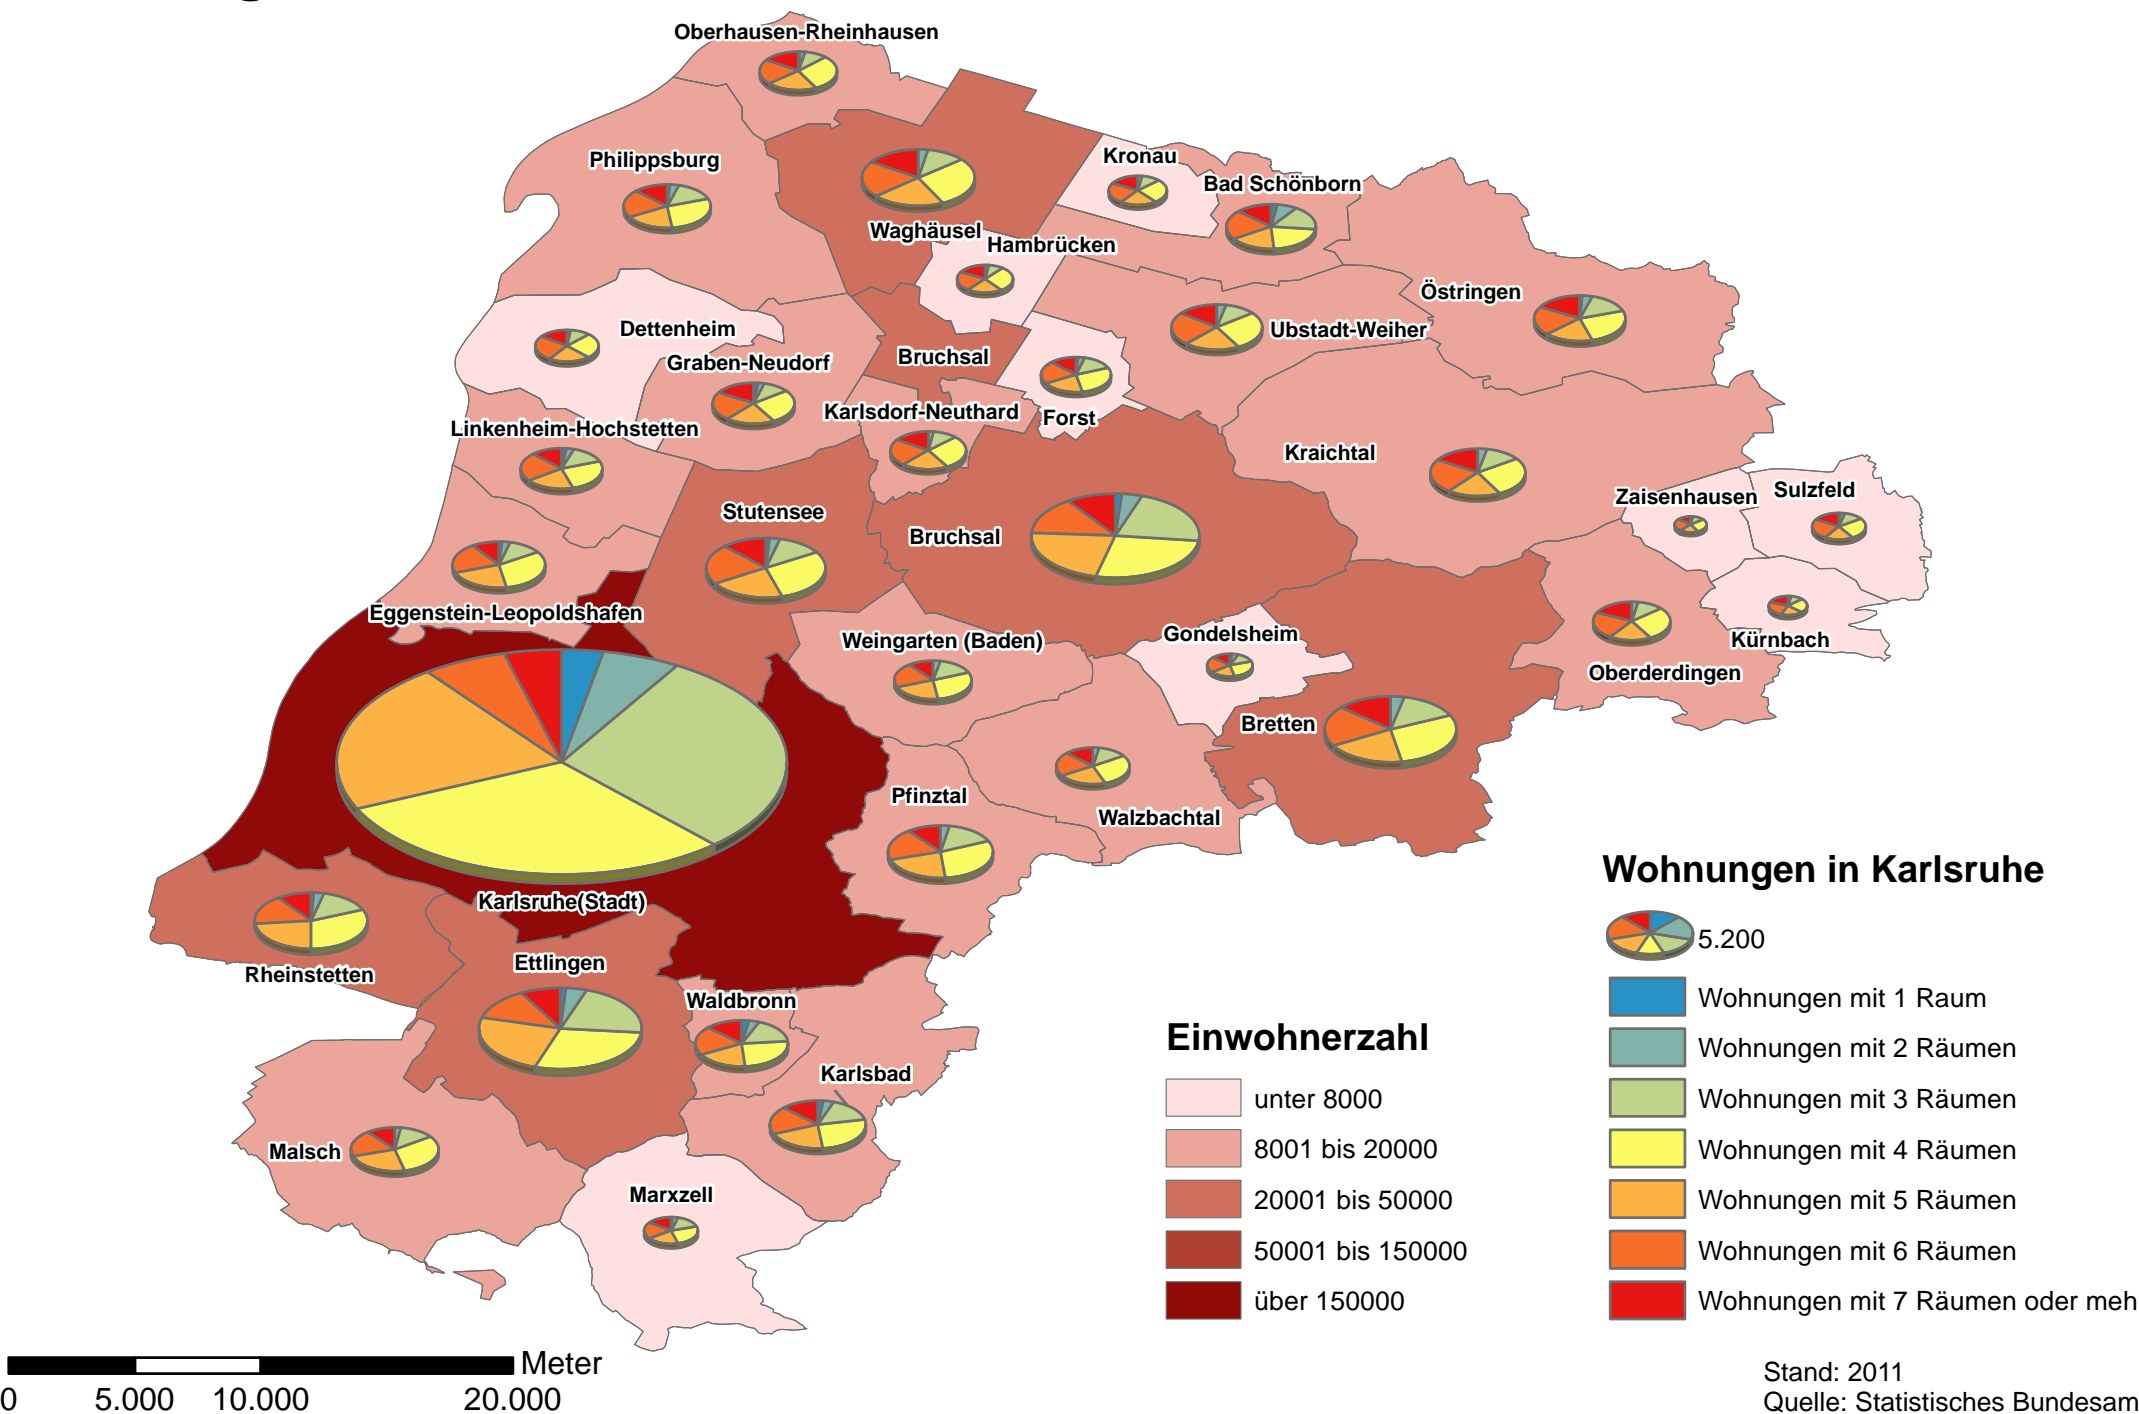 Oberhausen-Rheinhausen
Philippsburg
Kronau
Bad Schönborn
Waghäusel
Hambrücken
Östringen
Dettenheim
Ubstadt-Weiher
Bruchsal
Graben-Neudorf
Karlsdorf-Neuthard
Forst
Linkenheim-Hochstetten
Kraichtal
Zaisenhausen
Sulzfeld
Stutensee
Bruchsal
Eggenstein-Leopoldshafen
Weingarten (Baden)
Gondelsheim
Kürnbach
Oberderdingen
Bretten
Pfinztal
Walzbachtal
Karlsruhe(Stadt)
Rheinstetten
Ettlingen
Waldbronn
Karlsbad
Malsch
Marxzell
Wohnungen in Karlsruhe
5.200
Wohnungen mit 1 Raum
Wohnungen mit 2 Räumen
Wohnungen mit 3 Räumen
Wohnungen mit 4 Räumen
Wohnungen mit 5 Räumen
Wohnungen mit 6 Räumen
Wohnungen mit 7 Räumen oder meh
Einwohnerzahl
unter 8000
8001 bis 20000
20001 bis 50000
50001 bis 150000
über 150000
Meter
0 5.000 10.000 20.000
Stand: 2011
Quelle: Statistisches Bundesam